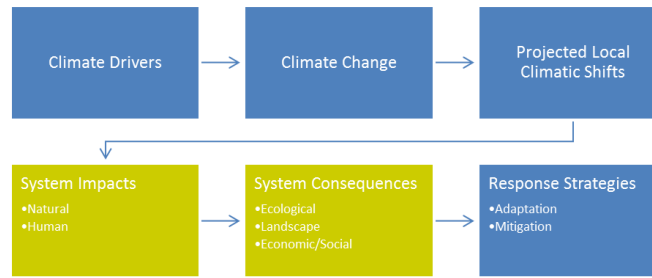 Climate Drivers
Climate Change
Projected Local
Climatic Shifts
System Impacts
•Natural
•Human
System Consequences
•Ecological
•Landscape
•Economic/Social
Response Strategies
•Adaptation
•Mitigation